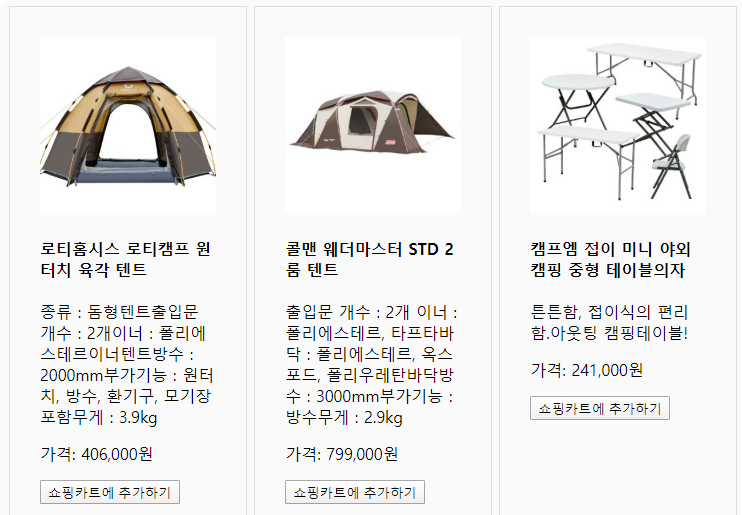 로티홈시스 로티캠프 원
터치 육각 텐트
종류 : 돔형텐트출입문
개수 : 2개이너 : 폴리에
스테르이너텐트방수 :
2000mm부가기능 : 원터
치, 방수, 환기구, 모기장
포함무게 : 3.9kg
가격: 406,000원
쇼핑카트에 추가하기
콜맨 웨더마스터 STD 2
룸 텐트
출입문 개수 : 2개 이너 :
폴리에스테르, 타프타바
닥 : 폴리에스테르, 옥스
포드, 폴리우레탄바닥방
수 : 3000mm부가기능 :
방수무게 : 2.9kg
가격: 799,000원
쇼핑카트에 추가하기
캠프엠 접이 미니 야외
캠핑 중형 테이블의자
튼튼함, 접이식의 편리
함.아웃팅 캠핑테이블!
가격: 241,000원
쇼핑카트에 추가하기